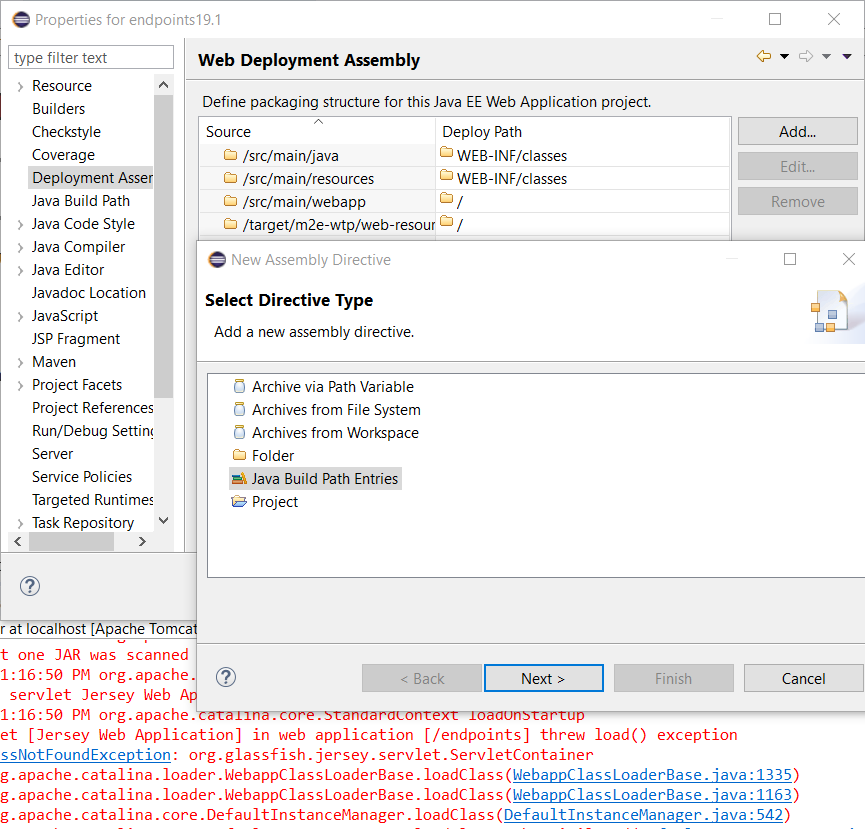 Properties for endpoints19.1
type filter text
Resource
Builders
Checkstyle
Coverage
Deployment Asser
Java Build Path
Java Code Style
Java Compiler
Java Editor
Javadoc Location
JavaScript
JSP Fragment
Maven
Project Facets
Project References
Run/Debug Setting
Server
Service Policies
Targeted Runtimes
Task Repository
Web Deployment Assembly
Define packaging structure for this Java EE Web Application project.
Source Deploy Path
/src/main/java WEB-INF/classes
/src/main/resources WEB-INF/classes
/src/main/webapp /
/target/m2e-wtp/web-resour /
Add...
Edit...
Remove
New Assembly Directive
Select Directive Type
Add a new assembly directive.
Archive via Path Variable
Archives from File System
Archives from Workspace
Folder
Java Build Path Entries
Project
< Back Next > Finish Cancel
r at localhost [Apache Tomcat
t one JAR was scanned
1:16:50 PM org.apache.
servlet Jersey Web Ap
1:16:50 PM org.apache.catalina.core.StandardContext loadOnStartup
et [Jersey Web Application] in web application [/endpoints] threw load() exception
ssNotFoundException: org.glassfish.jersey.servlet.ServletContainer
g.apache.catalina.loader.WebappClassLoaderBase.loadClass(WebappClassLoaderBase.java:1335)
g.apache.catalina.loader.WebappClassLoaderBase.loadClass(WebappClassLoaderBase.java:1163)
g.apache.catalina.core.DefaultInstanceManager.loadClass(DefaultInstanceManager.java:542)